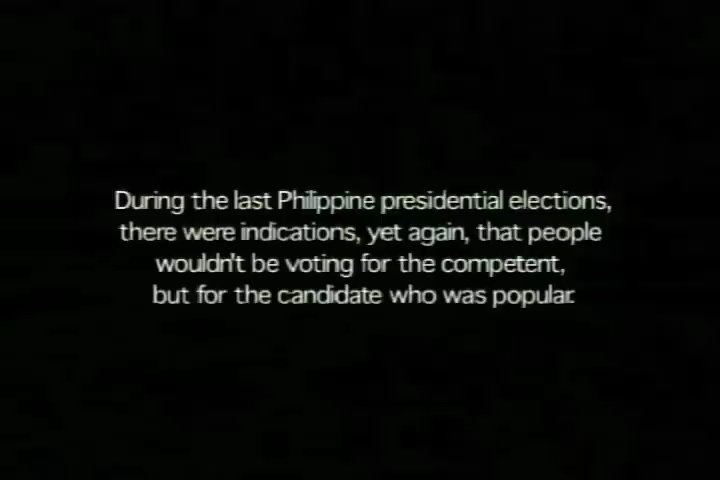 During the last Philippine presidential elections,
there were indications, yet again, that people
wouldn't be voting for the competent,
but for the candidate who was popular.